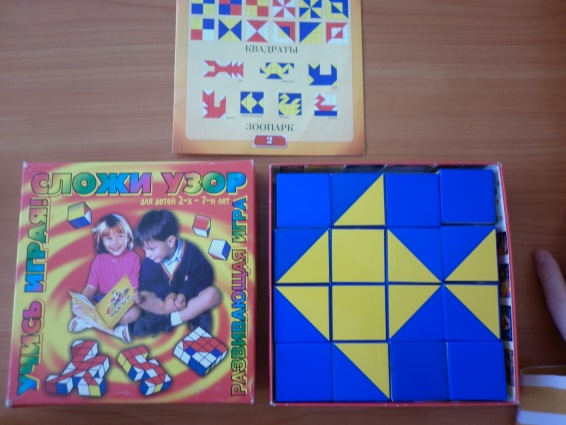 КВАДРАТЫ
ЗООПАРК
2
СЛОЖИ УЗОР
для детей 2-х - 7-и лет
УЧИСЬ ИГРАЯ!
РАЗВИВАЮЩАЯ ИГРА